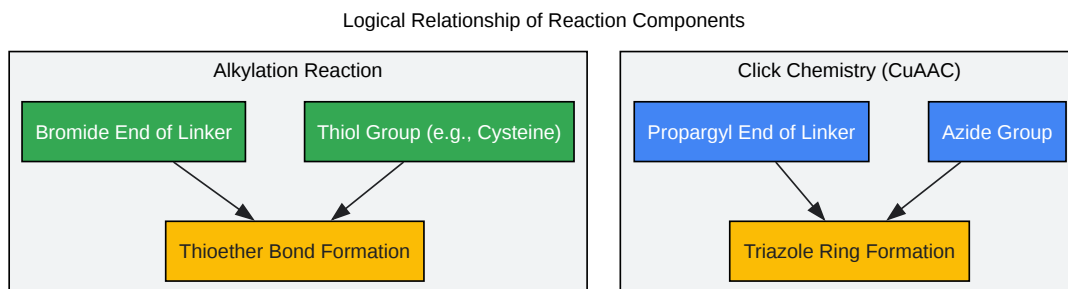 Logical Relationship of Reaction Components
Alkylation Reaction
Bromide End of Linker
Thiol Group (e.g., Cysteine)
Thioether Bond Formation
Click Chemistry (CuAAC)
Propargyl End of Linker
Azide Group
Triazole Ring Formation